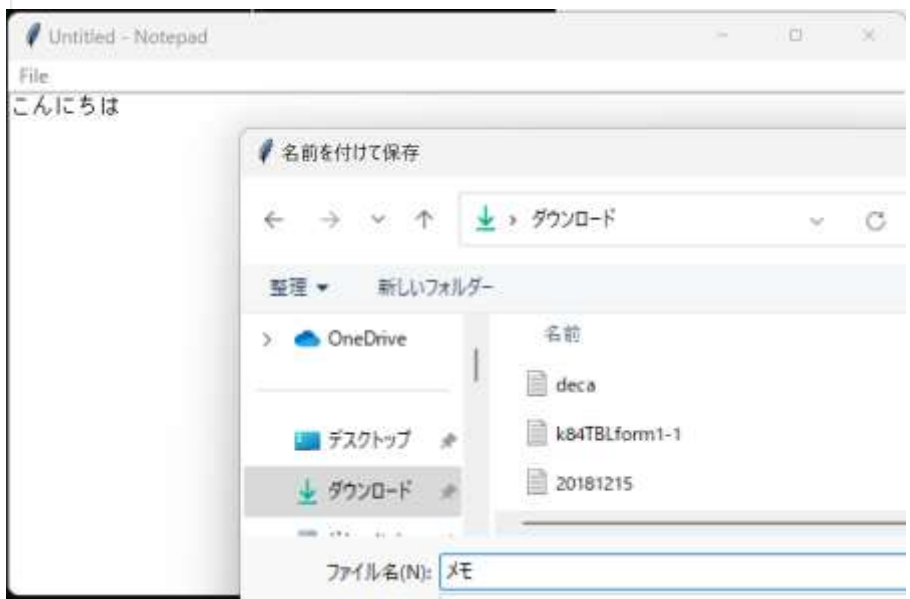 Untitled - Notepad
File
こんにちは
名前を付けて保存
ダウンロード
整理 新しいフォルダー
OneDrive
名前
deca
デスクトップ
k84TBLform1-1
ダウンロード
20181215
ファイル名(N): メモ